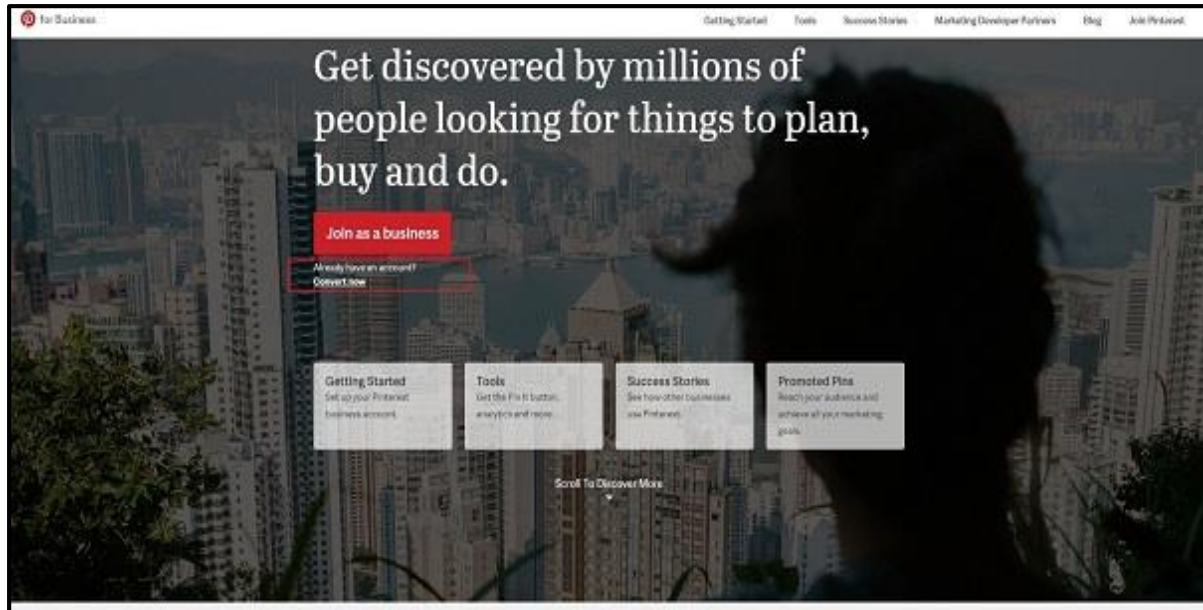 for Business
Getting Started Tools Success Stories Marketing Developer Partners Blog Join Pinterest
Get discovered by millions of
people looking for things to plan,
buy and do.
Join as a business
Already have an account?
Convert now
Getting Started
Set up your Pinterest
business account.
Tools
Get the Pin It button,
analytics and more.
Success Stories
See how other businesses
use Pinterest.
Promoted Pins
Reach your audience and
achieve all your marketing
goals.
Scroll To Discover More